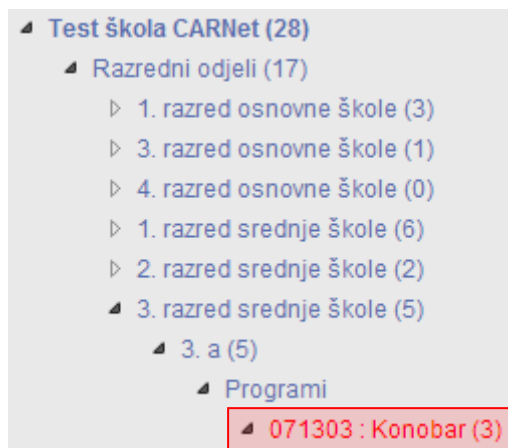 Test škola CARNet (28)
Razredni odjeli (17)
1. razred osnovne škole (3)
3. razred osnovne škole (1)
4. razred osnovne škole (0)
1. razred srednje škole (6)
2. razred srednje škole (2)
3. razred srednje škole (5)
3. a (5)
Programi
071303 : Konobar (3)